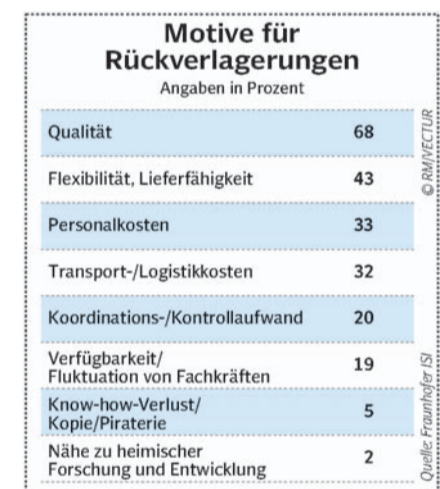 Motive für
Rückverlagerungen
Angaben in Prozent
Qualität 68
Flexibilität, Lieferfähigkeit 43
Personalkosten 33
Transport-/Logistikkosten 32
Koordinations-/Kontrollaufwand 20
Verfügbarkeit/
Fluktuation von Fachkräften 19
Know-how-Verlust/
Kopie/Piraterie 5
Nähe zu heimischer
Forschung und Entwicklung 2
© RM/VECTUR
Quelle: Fraunhofer ISI